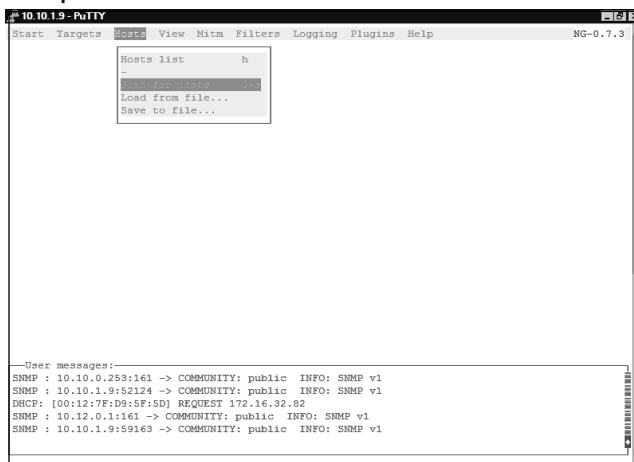 10.10.1.9 - PuTTY
Start Targets Hosts View Mitm Filters Logging Plugins Help NG-0.7.3
Hosts list h
-
Scan for hosts
Load from file...
Save to file...
User messages:
SNMP : 10.10.0.253:161 -> COMMUNITY: public INFO: SNMP v1
SNMP : 10.10.1.9:52124 -> COMMUNITY: public INFO: SNMP v1
DHCP: [00:12:7F:D9:5F:5D] REQUEST 172.16.32.82
SNMP : 10.12.0.1:161 -> COMMUNITY: public INFO: SNMP v1
SNMP : 10.10.1.9:59163 -> COMMUNITY: public INFO: SNMP v1